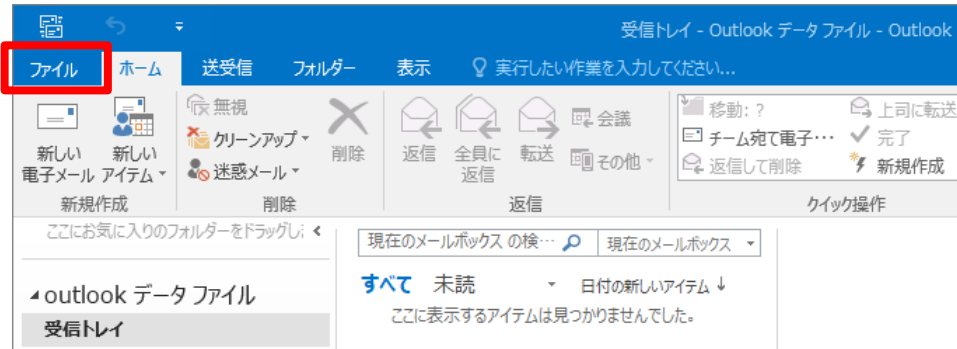 受信トレイ - Outlook データ ファイル - Outlook
ファイル ホーム 送受信 フォルダー 表示 実行したい作業を入力してください...
新しい
電子メール
新しい
アイテム
新規作成
無視
クリーンアップ
迷惑メール
削除
削除
返信
全員に
返信
転送
会議
その他
返信
移動: ?
チーム宛て電子…
返信して削除
上司に転送
完了
新規作成
クイック操作
ここにお気に入りのフォルダーをドラッグし
現在のメールボックス の検… 現在のメールボックス
すべて 未読 日付の新しいアイテム ↓
ここに表示するアイテムは見つかりませんでした。
outlook データ ファイル
受信トレイ